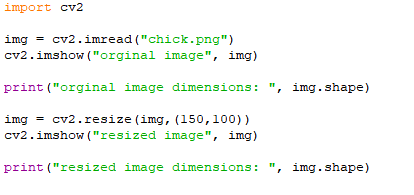 import cv2
img = cv2.imread("chick.png")
cv2.imshow("orginal image", img)
print("orginal image dimensions: ", img.shape)
img = cv2.resize(img,(150,100))
cv2.imshow("resized image", img)
print("resized image dimensions: ", img.shape)